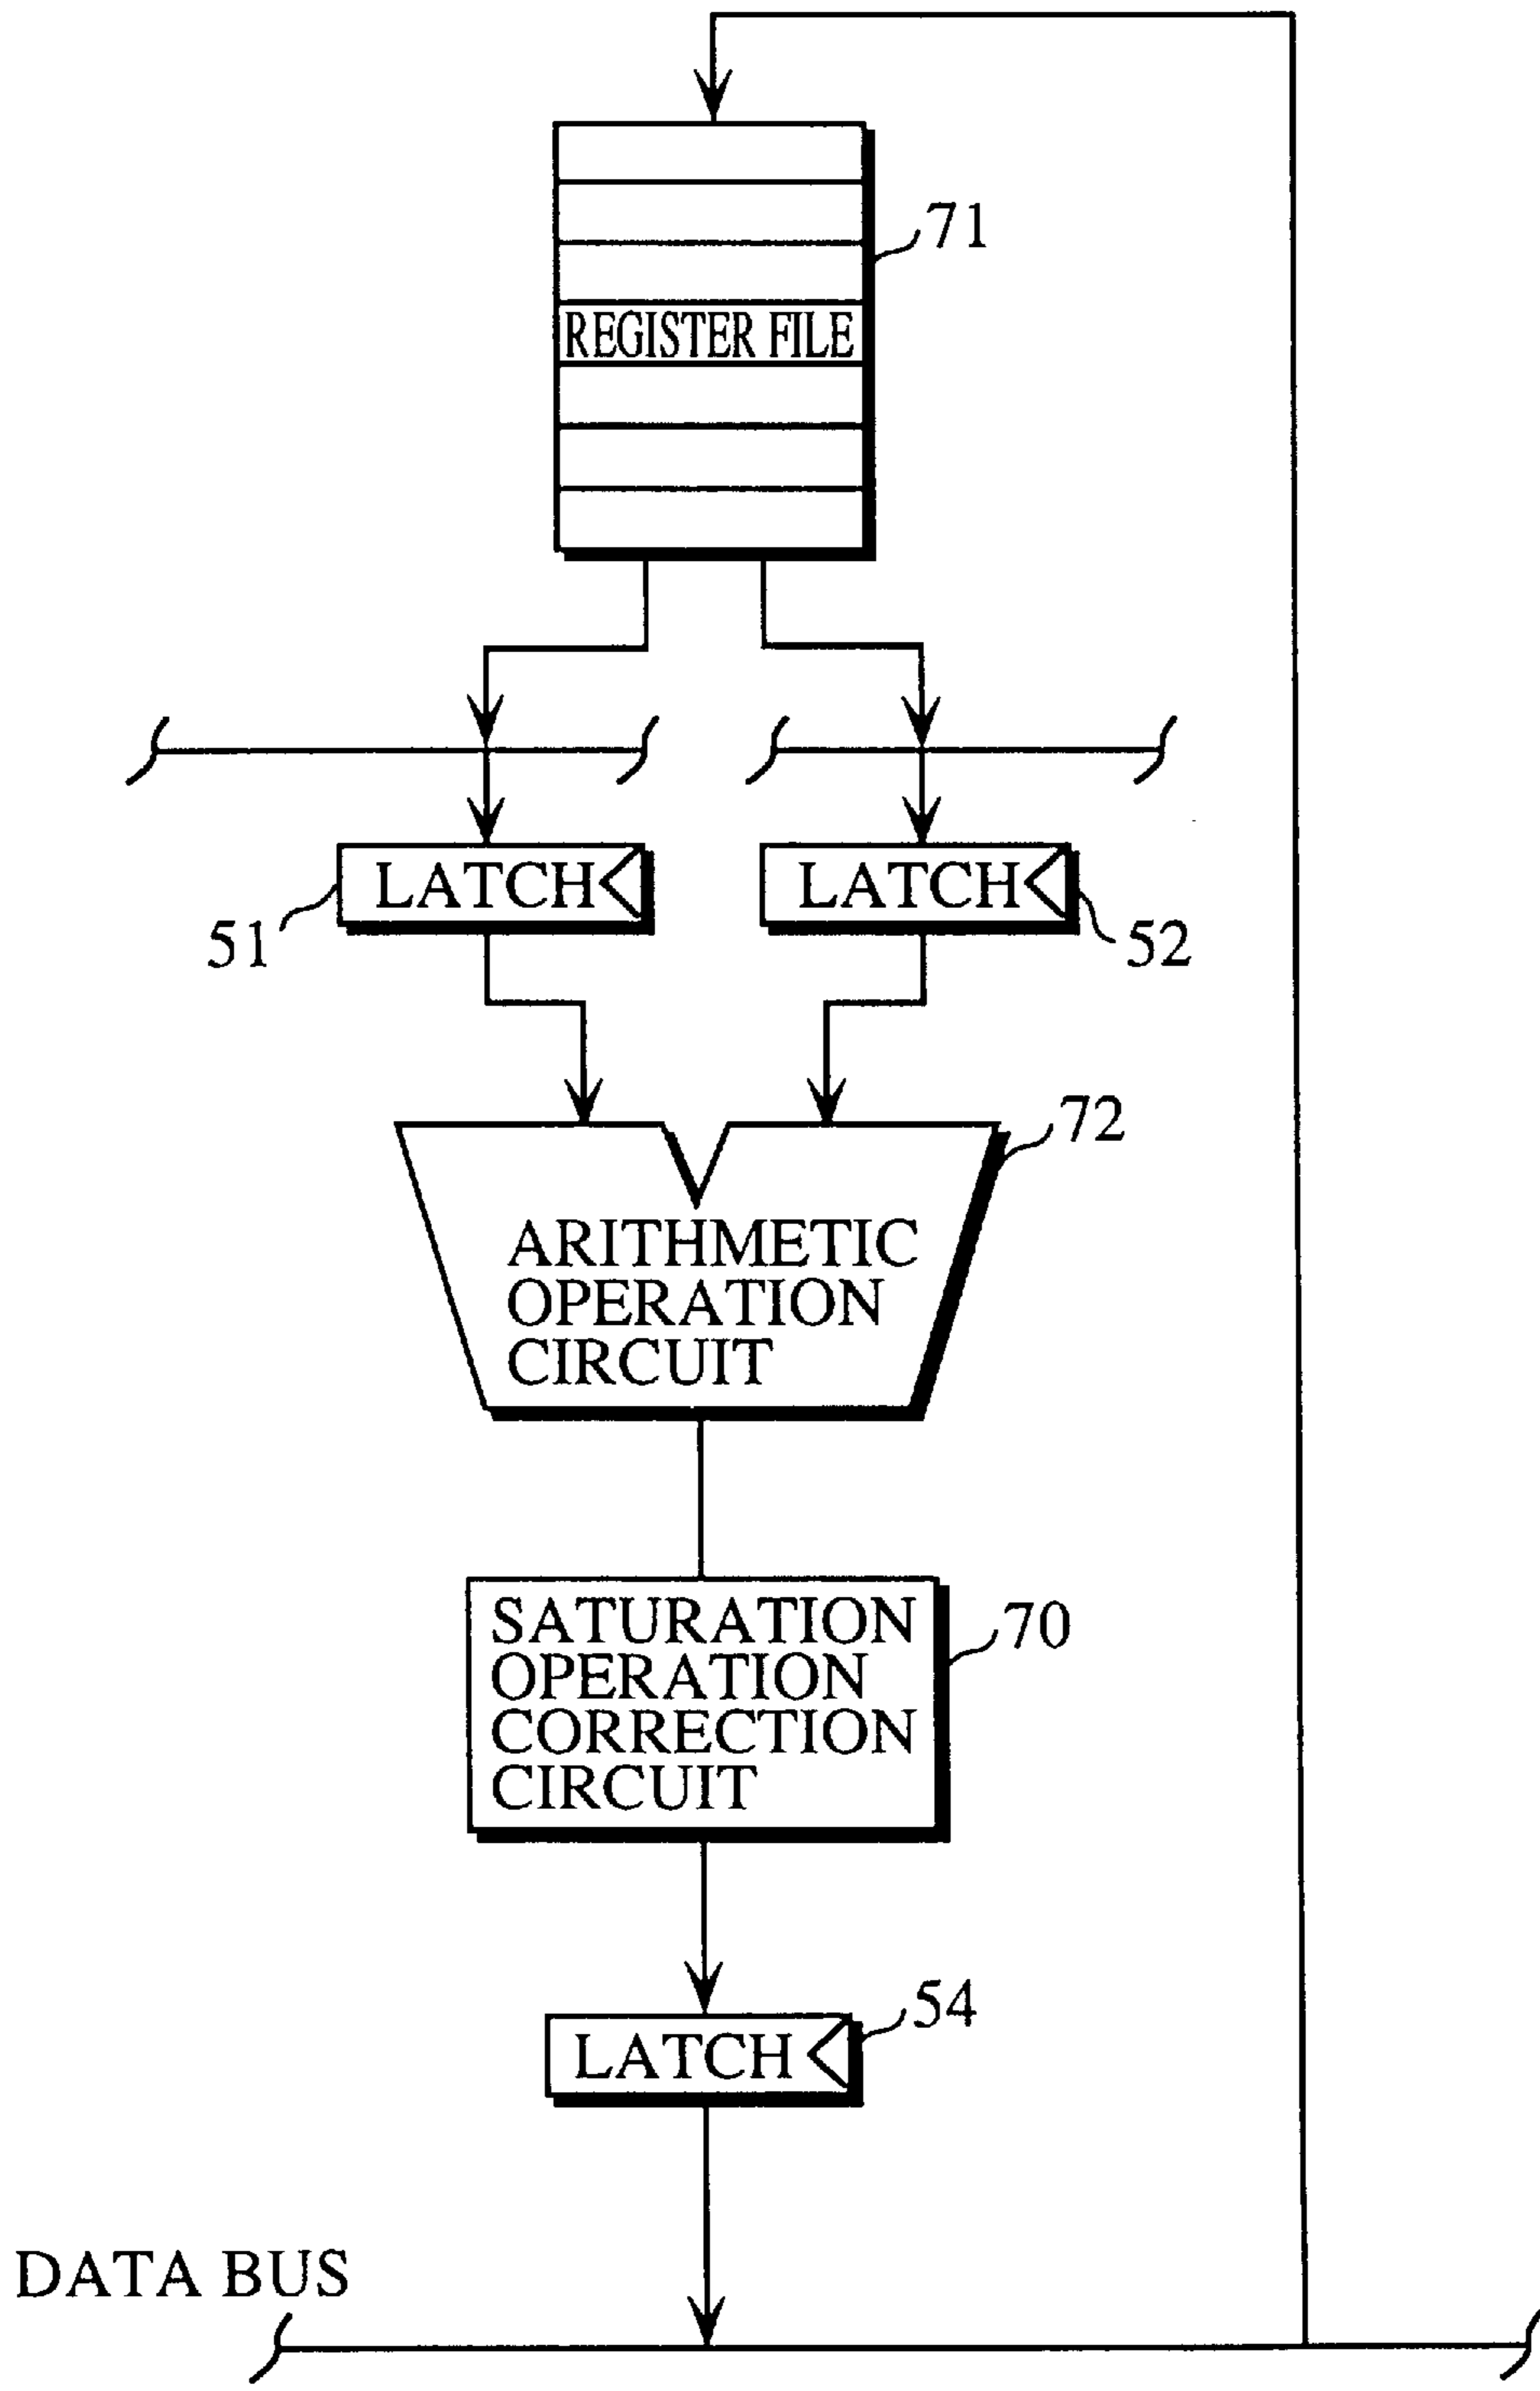 71
REGISTER FILE
LATCH
LATCH
51
52
72
ARITHMETIC
OPERATION
CIRCUIT
SATURATION
OPERATION
CORRECTION
CIRCUIT
70
54
LATCH
DATA BUS